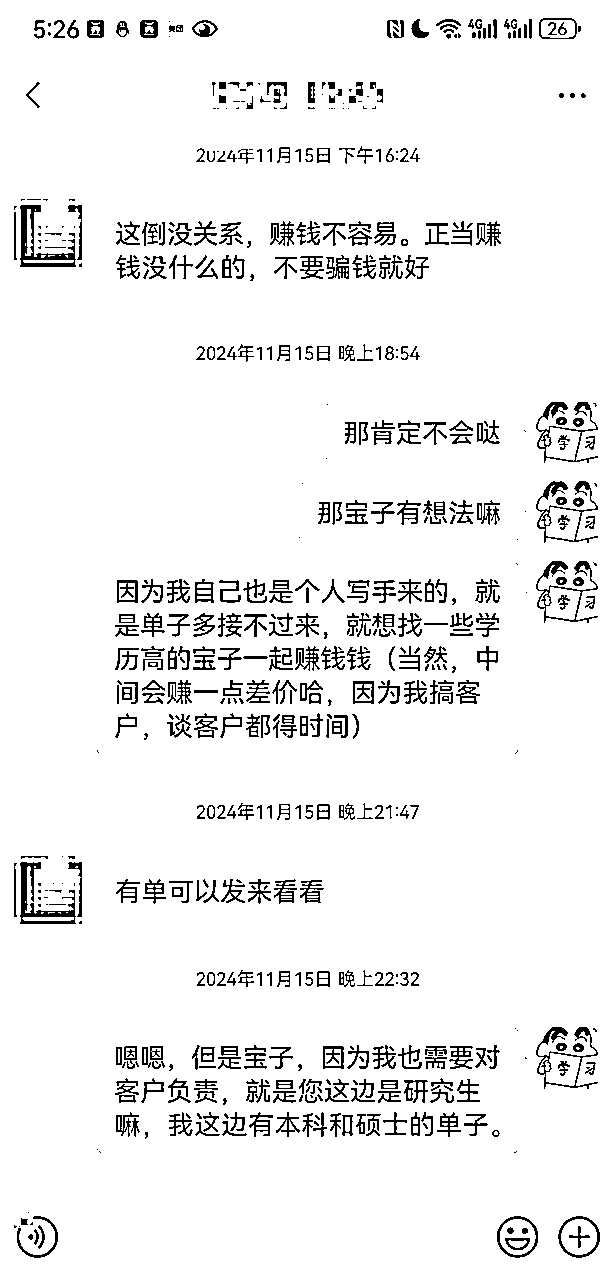 5:26
4G
4G
26
2024年11月15日 下午16:24
这倒没关系，赚钱不容易。正当赚
钱没什么的，不要骗钱就好
2024年11月15日 晚上18:54
那肯定不会哒
学习
那宝子有想法嘛
学习
因为我自己也是个人写手来的，就
是单子多接不过来，就想找一些学
历高的宝子一起赚钱钱（当然，中
间会赚一点差价哈，因为我搞客
户，谈客户都得时间）
学习
2024年11月15日 晚上21:47
有单可以发来看看
2024年11月15日 晚上22:32
嗯嗯，但是宝子，因为我也需要对
客户负责，就是您这边是研究生
嘛，我这边有本科和硕士的单子。
学习